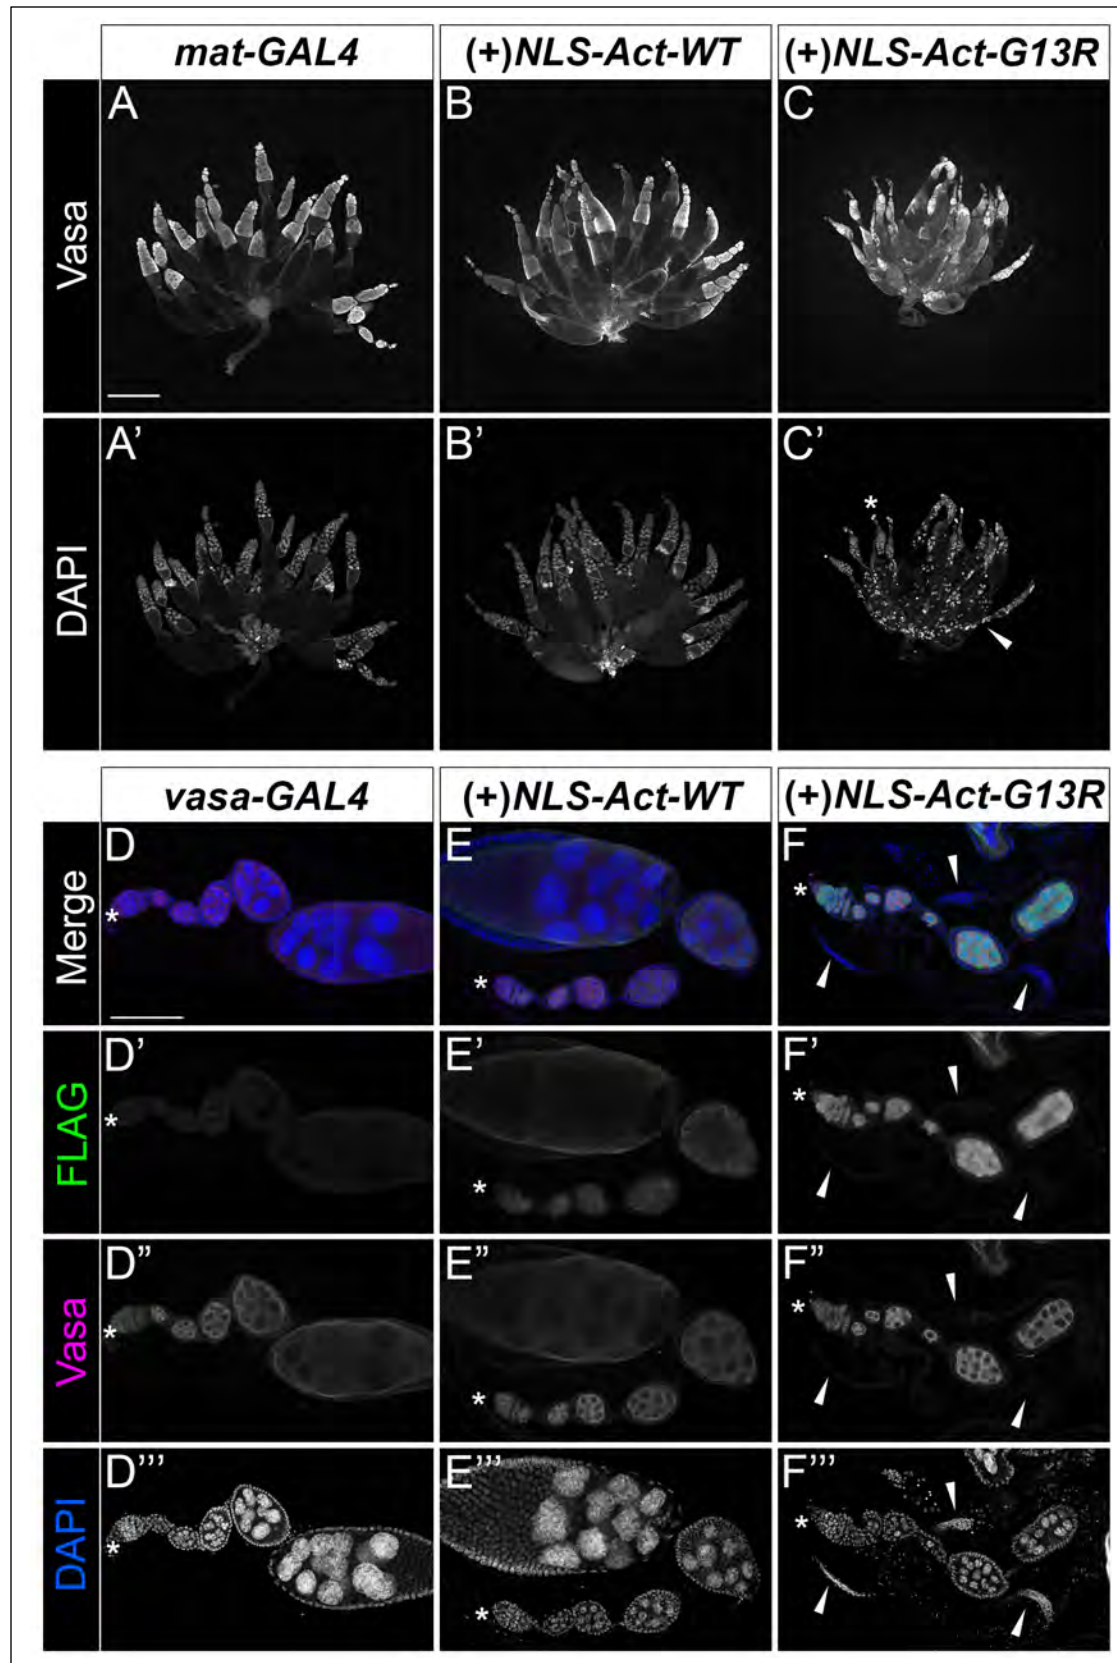 mat-GAL4 (+)NLS-Act-WT (+)NLS-Act-G13R
Vasa A B C
DAPI A' B' C'
*
vasa-GAL4 (+)NLS-Act-WT (+)NLS-Act-G13R
Merge D E F
* * *
FLAG D' E' F'
* * *
Vasa D" E" F"
* * *
DAPI D"' E"' F"'
* * *